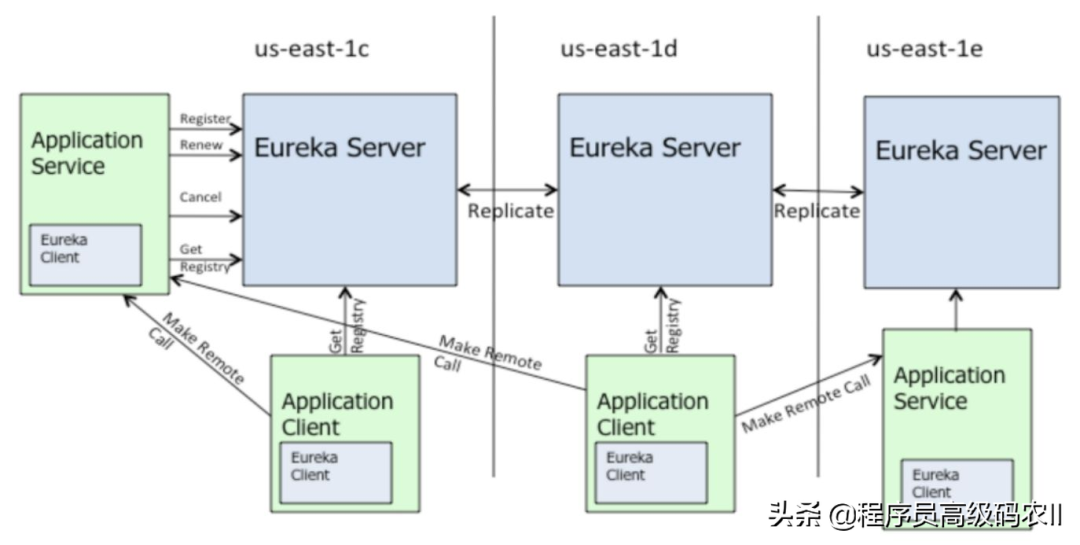 us-east-1c
us-east-1d
us-east-1e
Application
Service
Eureka
Client
Register
Renew
Cancel
Get
Registry
Eureka Server
Replicate
Eureka Server
Replicate
Eureka Server
Make Remote
Call
Get
Registry
Make Remote
Call
Get
Registry
Make Remote Call
Application
Client
Eureka
Client
Application
Client
Eureka
Client
Application
Service
Eureka
Client
头条 @程序员高级码农II